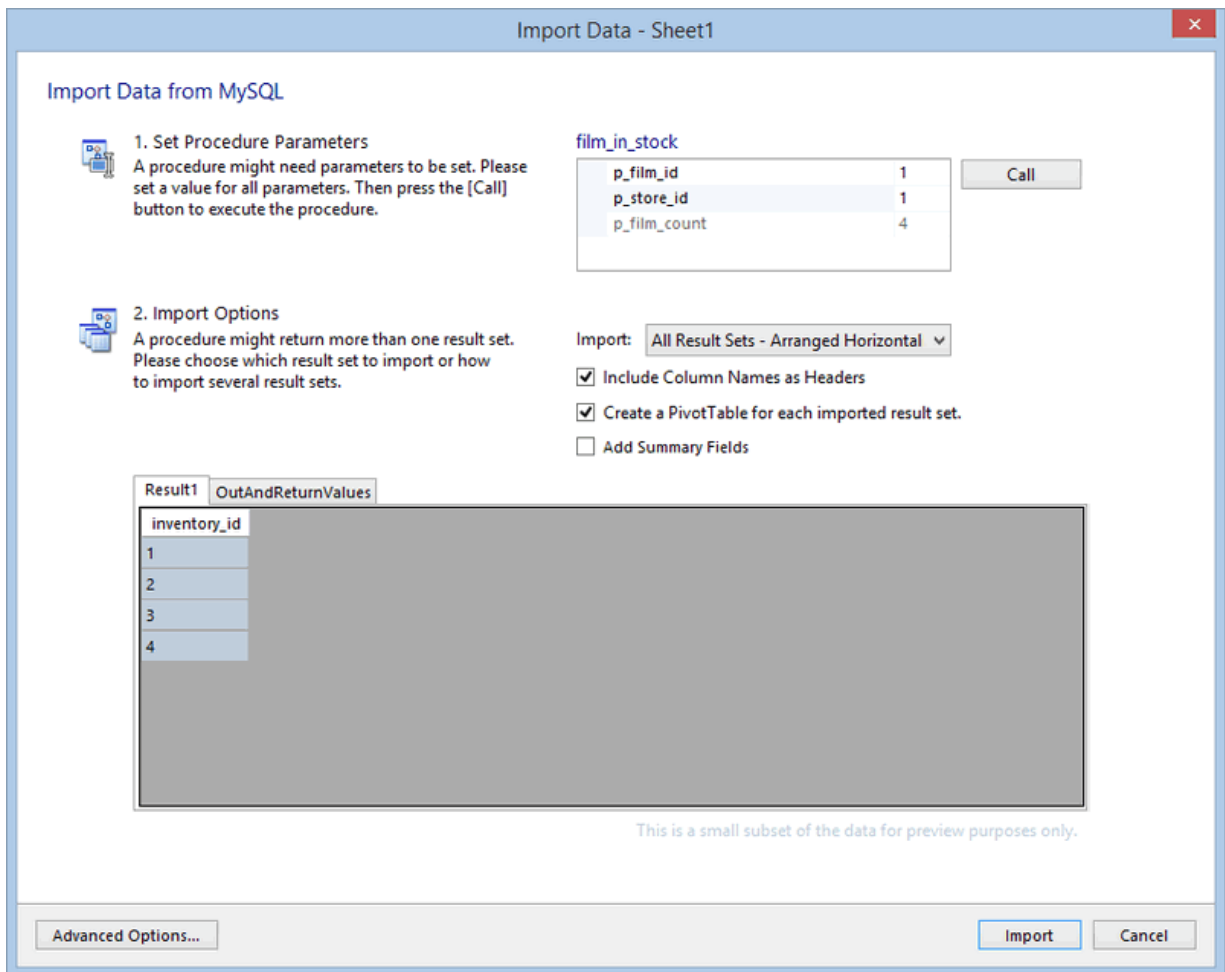 Import Data - Sheet1
Import Data from MySQL
1. Set Procedure Parameters
A procedure might need parameters to be set. Please
set a value for all parameters. Then press the [Call]
button to execute the procedure.
film_in_stock
p_film_id 1
p_store_id 1
p_film_count 4
Call
2. Import Options
A procedure might return more than one result set.
Please choose which result set to import or how
to import several result sets.
Import: All Result Sets - Arranged Horizontal
Include Column Names as Headers
Create a PivotTable for each imported result set.
Add Summary Fields
Result1 OutAndReturnValues
inventory_id
1
2
3
4
This is a small subset of the data for preview purposes only.
Advanced Options... Import Cancel